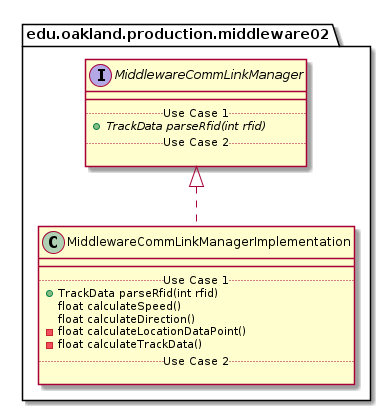 edu.oakland.production.middleware02
I MiddlewareCommLinkManager
Use Case 1
TrackData parseRfid(int rfid)
Use Case 2
C MiddlewareCommLinkManagerImplementation
Use Case 1
TrackData parseRfid(int rfid)
float calculateSpeed()
float calculateDirection()
float calculateLocationDataPoint()
float calculateTrackData()
Use Case 2